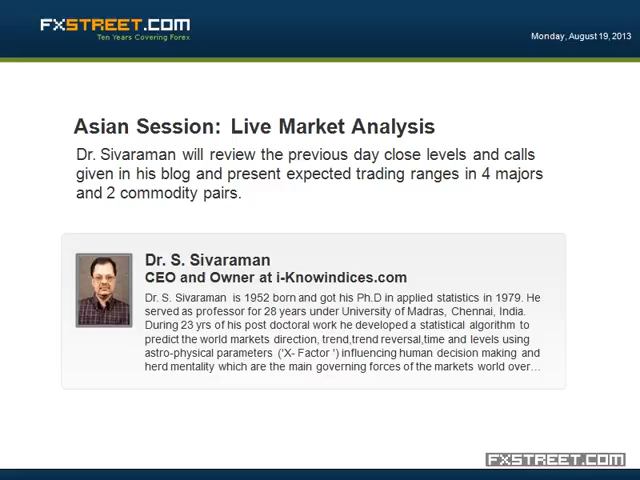 FXSTREET.COM
Ten Years Covering Forex
Monday, August 19, 2013
Asian Session: Live Market Analysis
Dr. Sivaraman will review the previous day close levels and calls
given in his blog and present expected trading ranges in 4 majors
and 2 commodity pairs.
Dr. S. Sivaraman
CEO and Owner at i-Knowindices.com
Dr. S. Sivaraman is 1952 born and got his Ph.D in applied statistics in 1979. He
served as professor for 28 years under University of Madras, Chennai, India.
During 23 yrs of his post doctoral work he developed a statistical algorithm to
predict the world markets direction, trend,trend reversal,time and levels using
astro-physical parameters ('X- Factor ') influencing human decision making and
herd mentality which are the main governing forces of the markets world over…
FXSTREET.COM